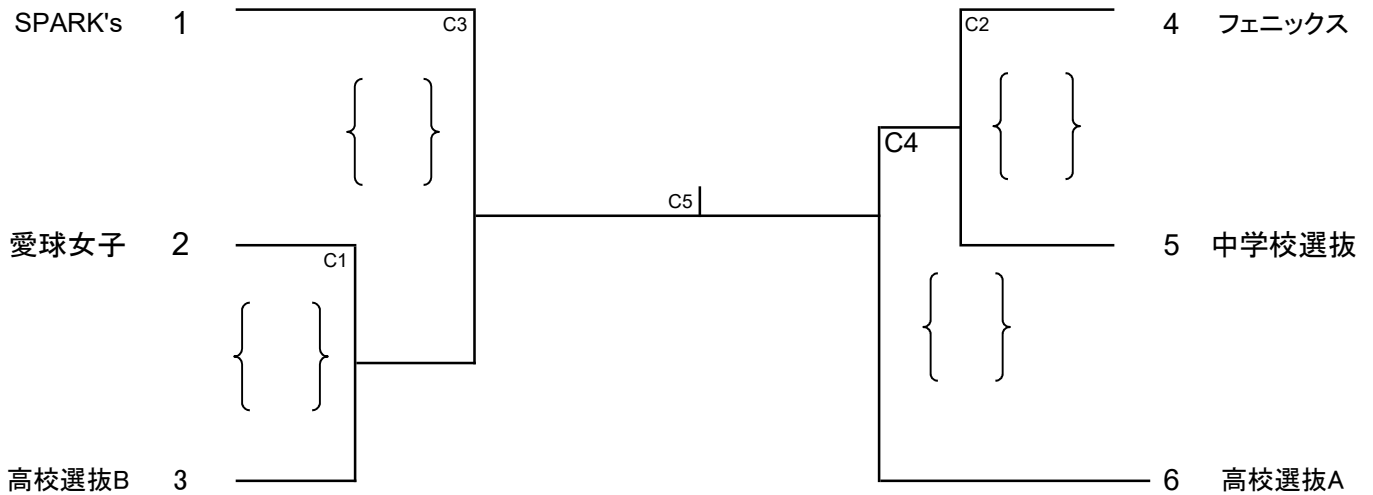 SPARK's 1 C3 C2 4 フェニックス
C4
C5
愛球女子 2 C1 5 中学校選抜
高校選抜B 3 6 高校選抜A